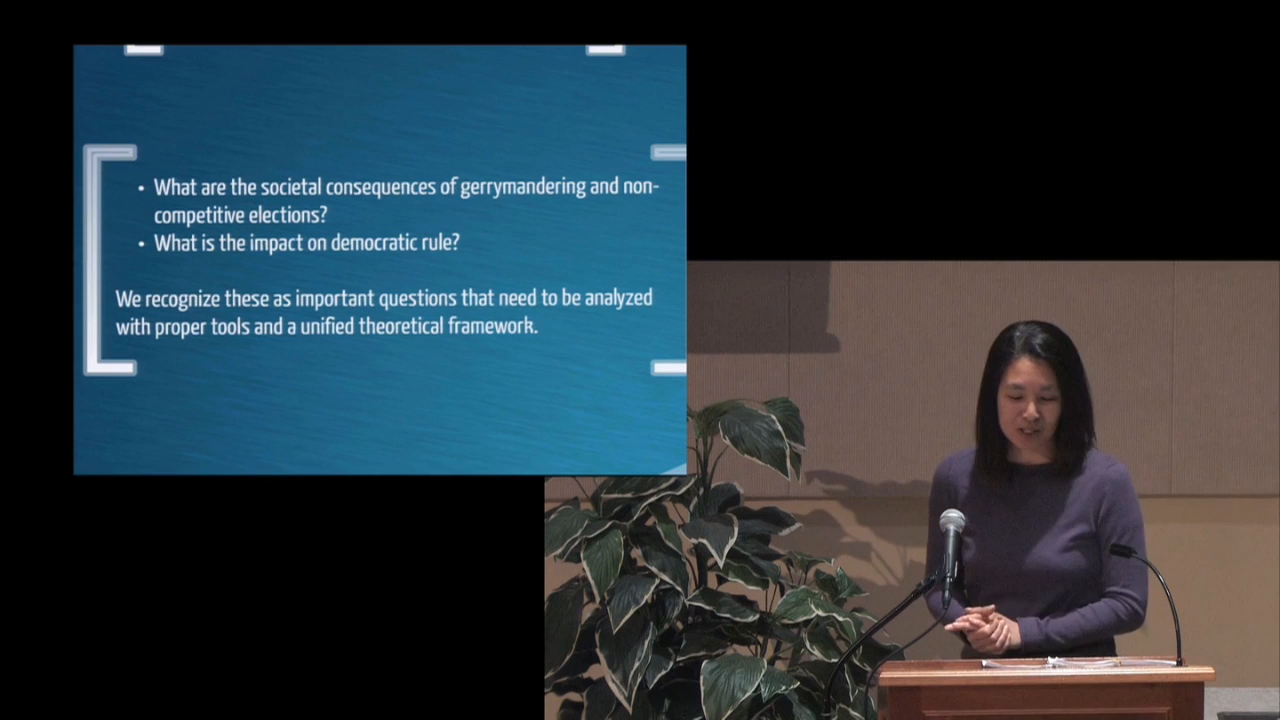 • What are the societal consequences of gerrymandering and non-
competitive elections?
• What is the impact on democratic rule?
We recognize these as important questions that need to be analyzed
with proper tools and a unified theoretical framework.